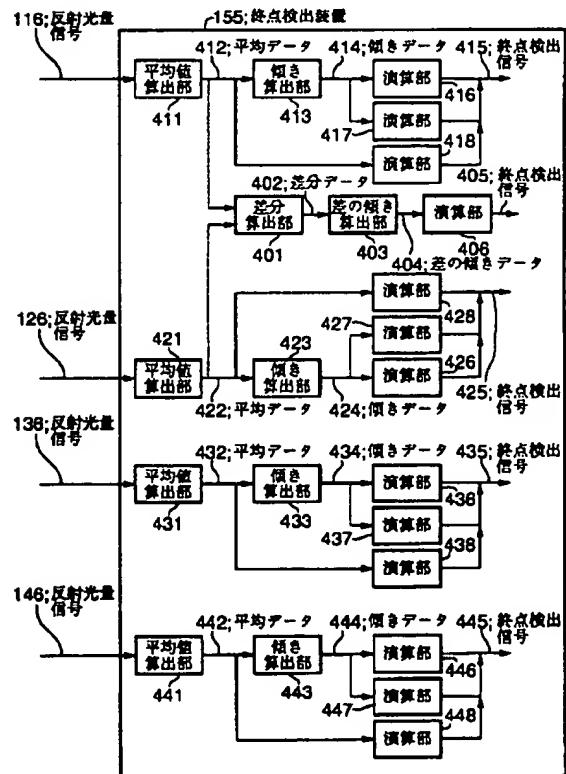 155;終点検出装置
116;反射光量
信号
412;平均データ
414;傾きデータ
415;終点検出
信号
平均値
算出部
411
傾き
算出部
413
演算部
416
417
演算部
418
演算部
402;差分データ
405;終点検出
信号
差分
算出部
401
差の傾き
算出部
403
演算部
406
404;差の傾きデータ
126;反射光量
信号
演算部
428
427
演算部
426
演算部
421
平均値
算出部
423
傾き
算出部
422;平均データ
424;傾きデータ
425;終点検出
信号
136;反射光量
信号
432;平均データ
434;傾きデータ
435;終点検出
信号
平均値
算出部
431
傾き
算出部
433
演算部
436
437
演算部
438
演算部
146;反射光量
信号
442;平均データ
444;傾きデータ
445;終点検出
信号
平均値
算出部
441
傾き
算出部
443
演算部
446
447
演算部
448
演算部